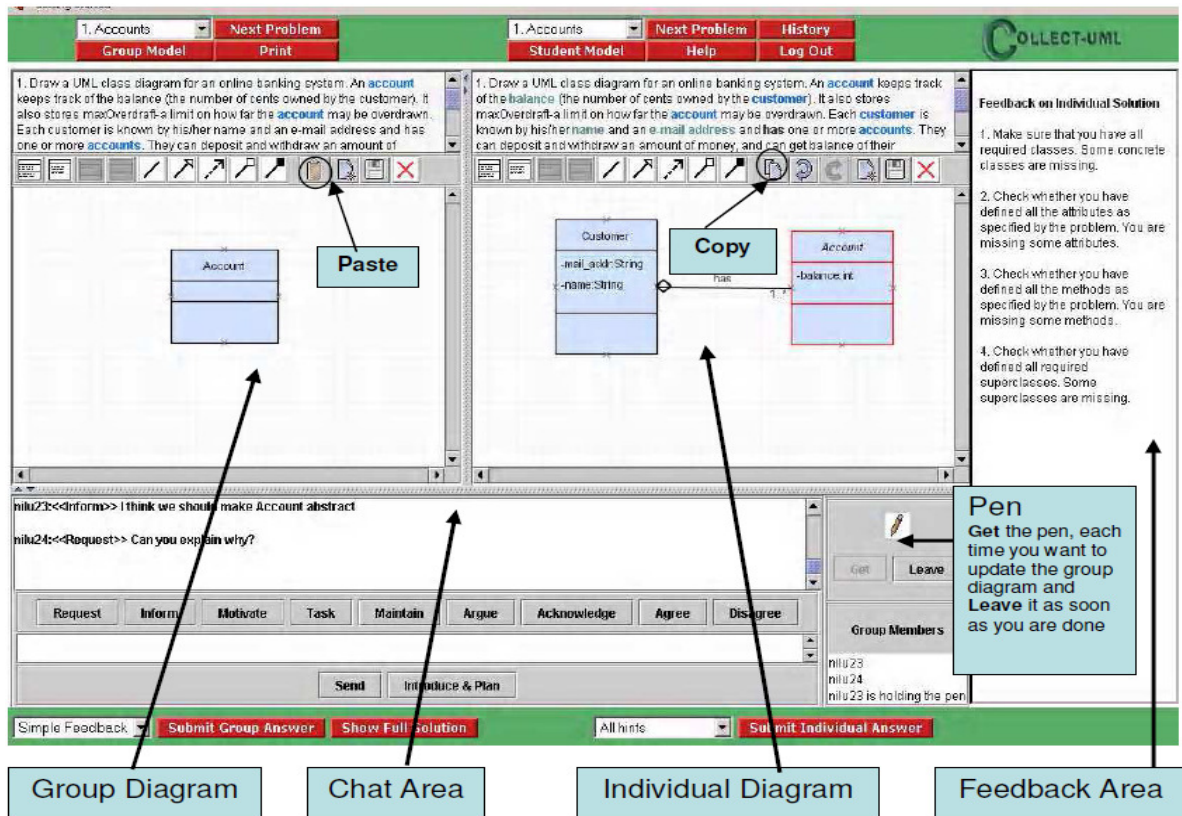 1. Accounts
Next Problem
Group Model
Print
1. Accounts
Next Problem
History
Student Model
Help
Log Out
COLLECT-UML
1. Draw a UML class diagram for an online banking system. An account
keeps track of the balance (the number of cents owned by the customer). It
also stores maxOverdraft-a limit on how far the account may be overdrawn.
Each customer is known by his/her name and an e-mail address and has
one or more accounts. They can deposit and withdraw an amount of
1. Draw a UML class diagram for an online banking system. An account keeps track
of the balance (the number of cents owned by the customer). It also stores
maxOverdraft-a limit on how far the account may be overdrawn. Each customer is
known by his/her name and an e-mail address and has one or more accounts. They
can deposit and withdraw an amount of money, and can get balance of their
Feedback on Individual Solution
1. Make sure that you have all
required classes. Some concrete
classes are missing.
2. Check whether you have
defined all the attributes as
specified by the problem. You are
missing some attributes.
3. Check whether you have
defined all the methods as
specified by the problem. You are
missing some methods.
4. Check whether you have
defined all required
superclasses. Some
superclasses are missing.
Account
Paste
Customer
-mail_addr:String
-name:String
Copy
has
1..*
Account
-balance:int
nilu23:<<Inform>> I think we should make Account abstract
nilu24:<<Request>> Can you explain why?
Request
Inform
Motivate
Task
Maintain
Argue
Acknowledge
Agree
Disagree
Send
Introduce & Plan
Get
Leave
Group Members
nilu23
nilu24
nilu23 is holding the pen
Pen
Get the pen, each
time you want to
update the group
diagram and
Leave it as soon
as you are done
Simple Feedback
Submit Group Answer
Show Full Solution
All hints
Submit Individual Answer
Group Diagram
Chat Area
Individual Diagram
Feedback Area